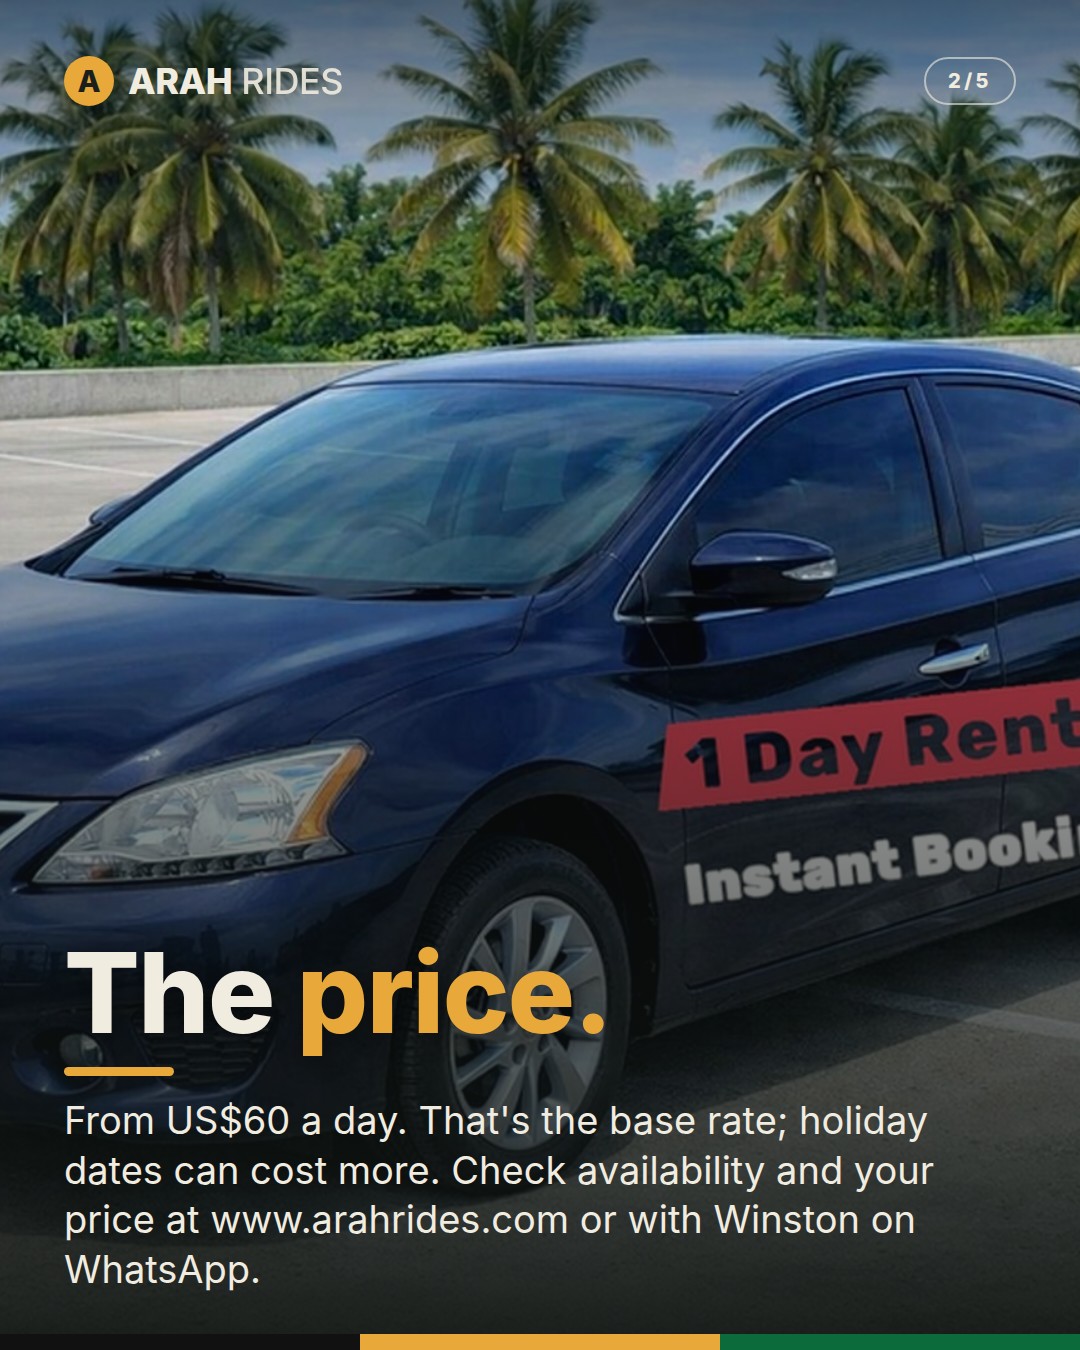 A ARAH RIDES
2/5
1 Day Rent
Instant Booki
The price.
From US$60 a day. That's the base rate; holiday
dates can cost more. Check availability and your
price at www.arahrides.com or with Winston on
WhatsApp.